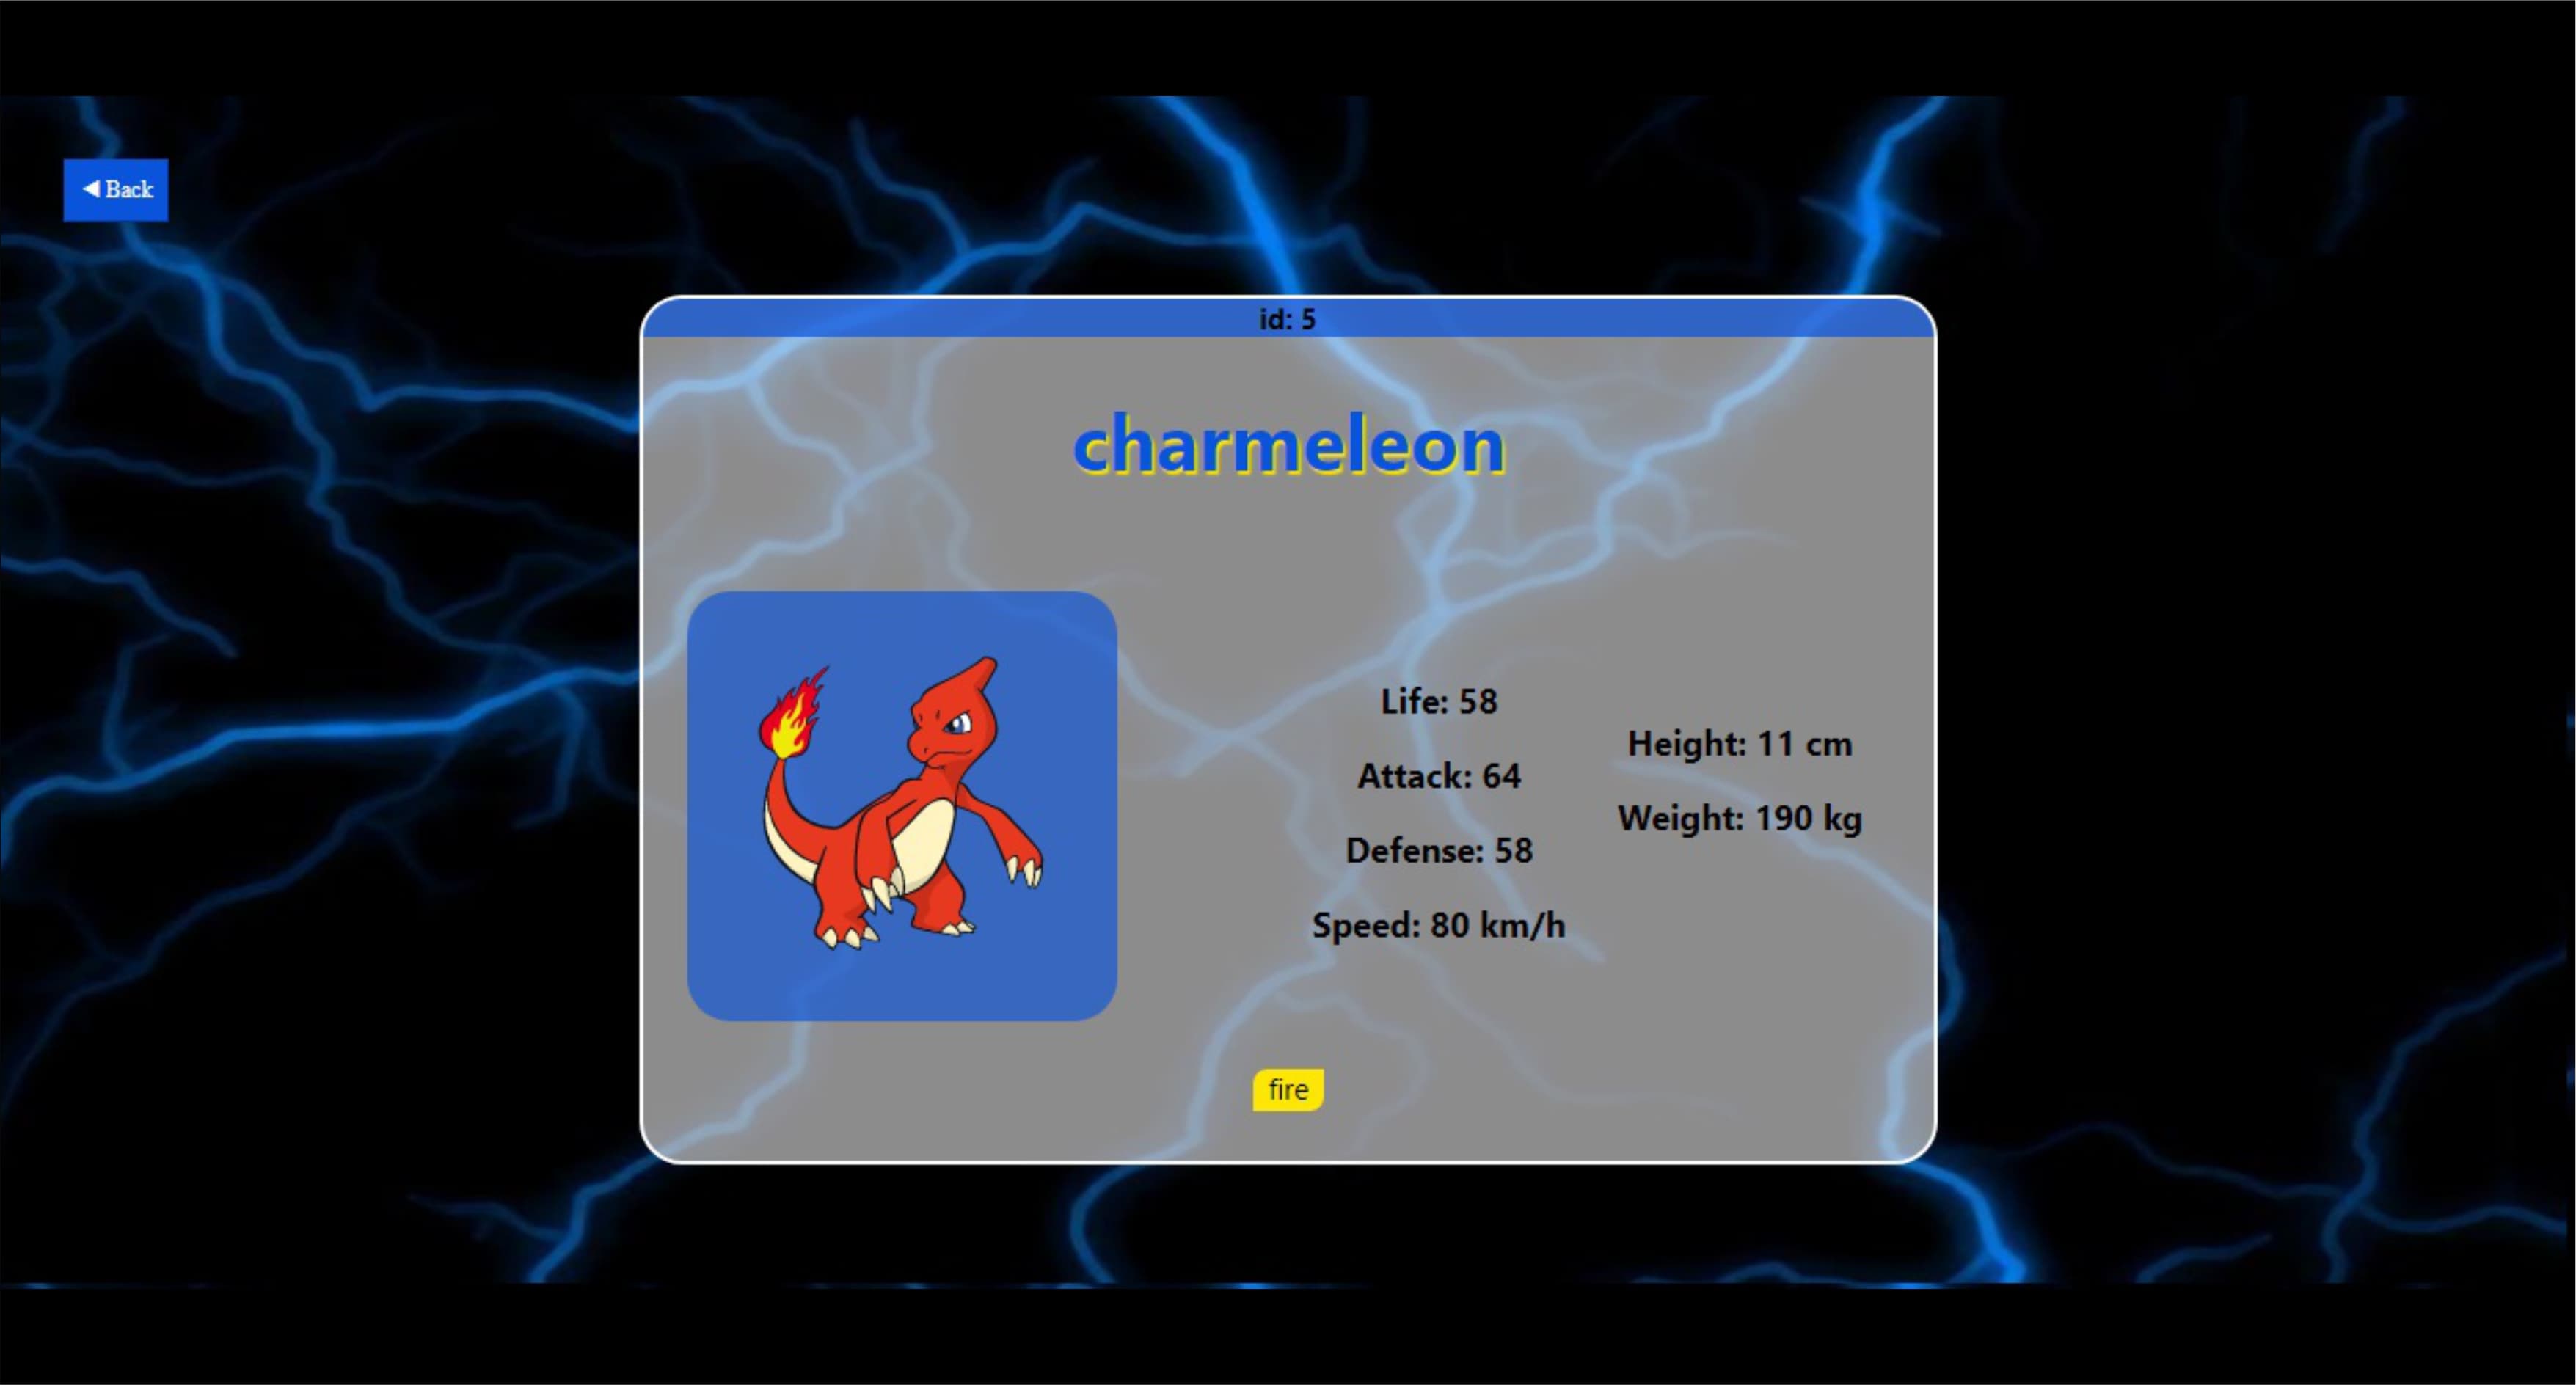 ◀ Back
id: 5
charmeleon
Life: 58
Attack: 64
Defense: 58
Speed: 80 km/h
Height: 11 cm
Weight: 190 kg
fire